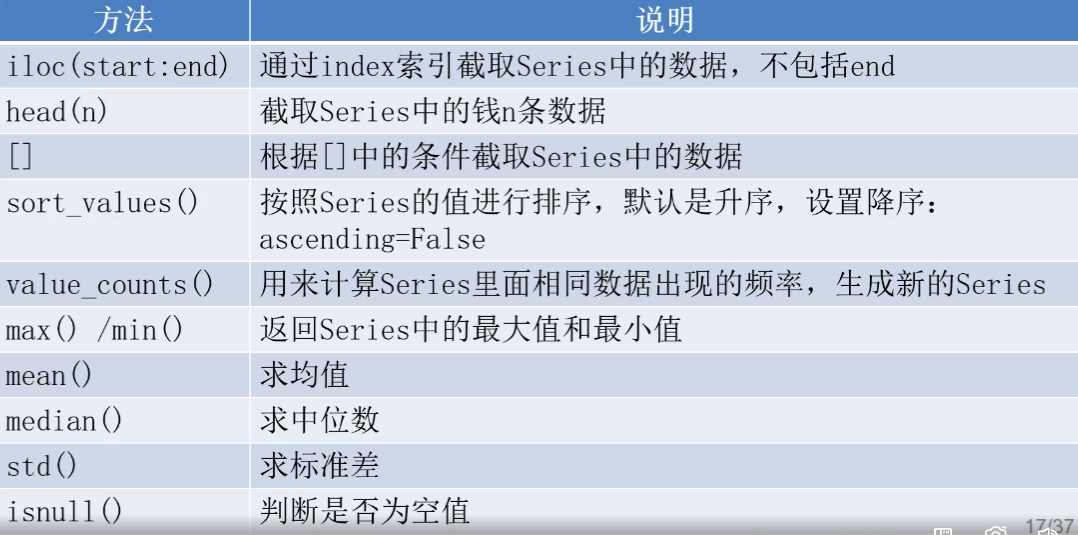 方法 说明
iloc(start:end) 通过index索引截取Series中的数据，不包括end
head(n) 截取Series中的钱n条数据
[] 根据[]中的条件截取Series中的数据
sort_values() 按照Series的值进行排序，默认是升序，设置降序：
ascending=False
value_counts() 用来计算Series里面相同数据出现的频率，生成新的Series
max() /min() 返回Series中的最大值和最小值
mean() 求均值
median() 求中位数
std() 求标准差
isnull() 判断是否为空值
17/37